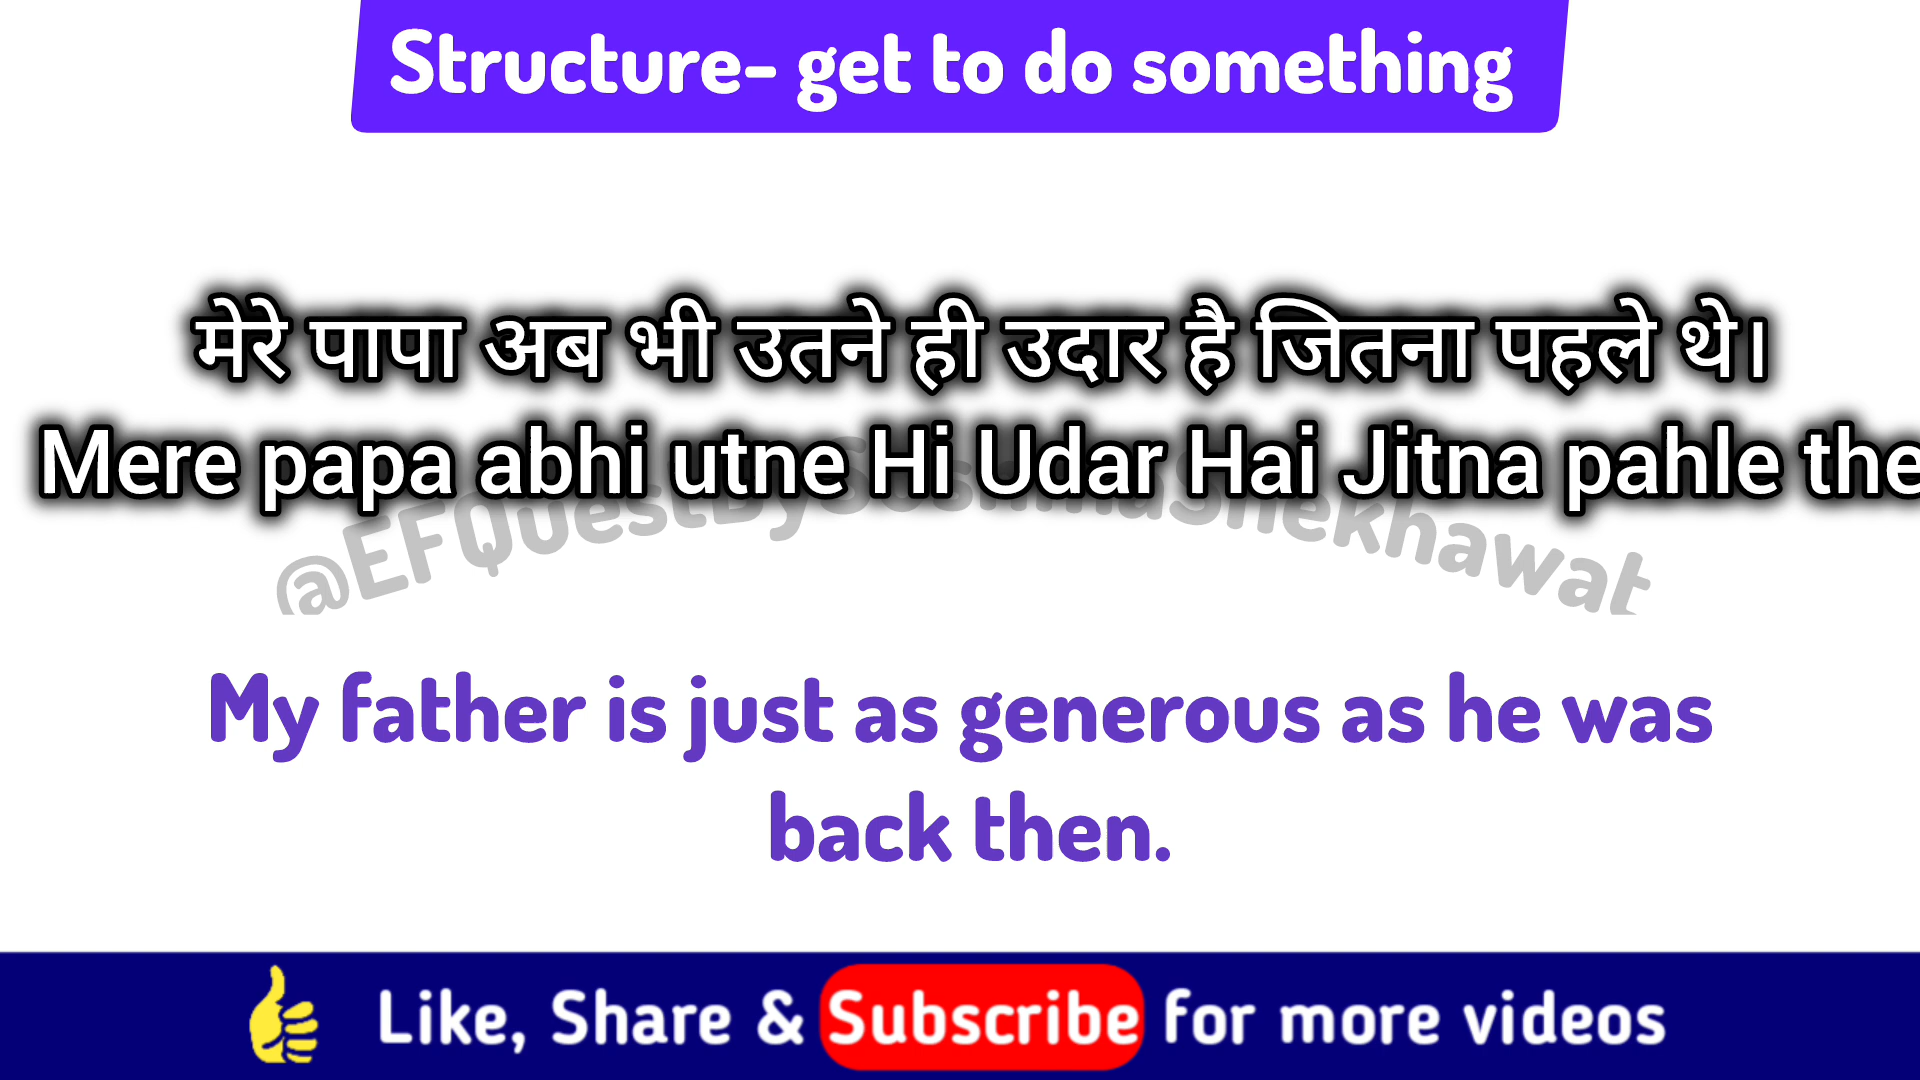 Structure- get to do something
मेरे पापा अब भी उतने ही उदार है जितना पहले थे।
Mere papa abhi utne Hi Udar Hai Jitna pahle the
@EFQuestBySushmaShekhawat
My father is just as generous as he was
back then.
Like, Share & Subscribe for more videos